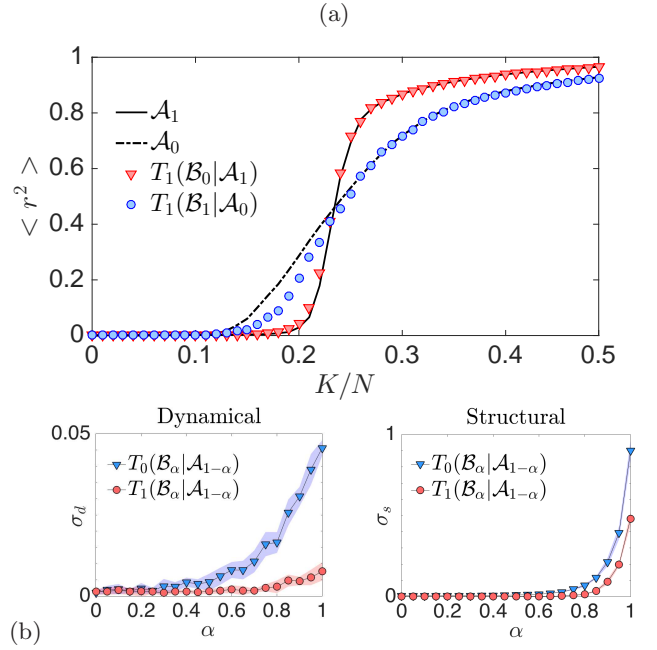 (a)
1
0.8
0.6
0.4
0.2
0
< r² >
𝒜₁
𝒜₀
T₁(ℬ₀|𝒜₁)
T₁(ℬ₁|𝒜₀)
0 0.1 0.2 0.3 0.4 0.5
K/N
Dynamical
0.05
0
σ_d
T₀(ℬ_α|𝒜₁₋α)
T₁(ℬ_α|𝒜₁₋α)
0 0.2 0.4 0.6 0.8 1
α
Structural
1
0
σ_s
T₀(ℬ_α|𝒜₁₋α)
T₁(ℬ_α|𝒜₁₋α)
0 0.2 0.4 0.6 0.8 1
α
(b)